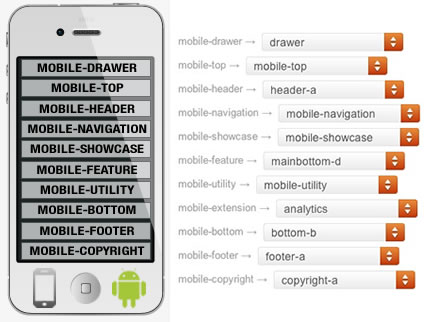 MOBILE-DRAWER
MOBILE-TOP
MOBILE-HEADER
MOBILE-NAVIGATION
MOBILE-SHOWCASE
MOBILE-FEATURE
MOBILE-UTILITY
MOBILE-BOTTOM
MOBILE-FOOTER
MOBILE-COPYRIGHT
mobile-drawer → drawer
mobile-top → mobile-top
mobile-header → header-a
mobile-navigation → mobile-navigation
mobile-showcase → mobile-showcase
mobile-feature → mainbottom-d
mobile-utility → mobile-utility
mobile-extension → analytics
mobile-bottom → bottom-b
mobile-footer → footer-a
mobile-copyright → copyright-a